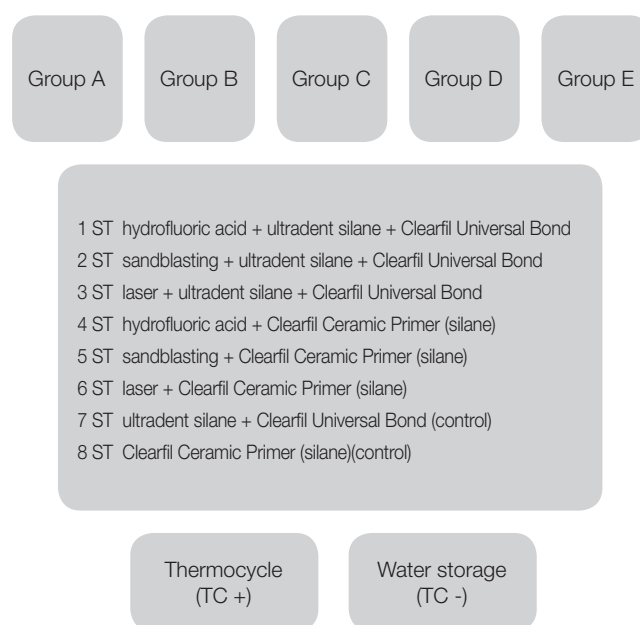 Group A
Group B
Group C
Group D
Group E
1 ST hydrofluoric acid + ultradent silane + Clearfil Universal Bond
2 ST sandblasting + ultradent silane + Clearfil Universal Bond
3 ST laser + ultradent silane + Clearfil Universal Bond
4 ST hydrofluoric acid + Clearfil Ceramic Primer (silane)
5 ST sandblasting + Clearfil Ceramic Primer (silane)
6 ST laser + Clearfil Ceramic Primer (silane)
7 ST ultradent silane + Clearfil Universal Bond (control)
8 ST Clearfil Ceramic Primer (silane)(control)
Thermocycle
(TC +)
Water storage
(TC -)